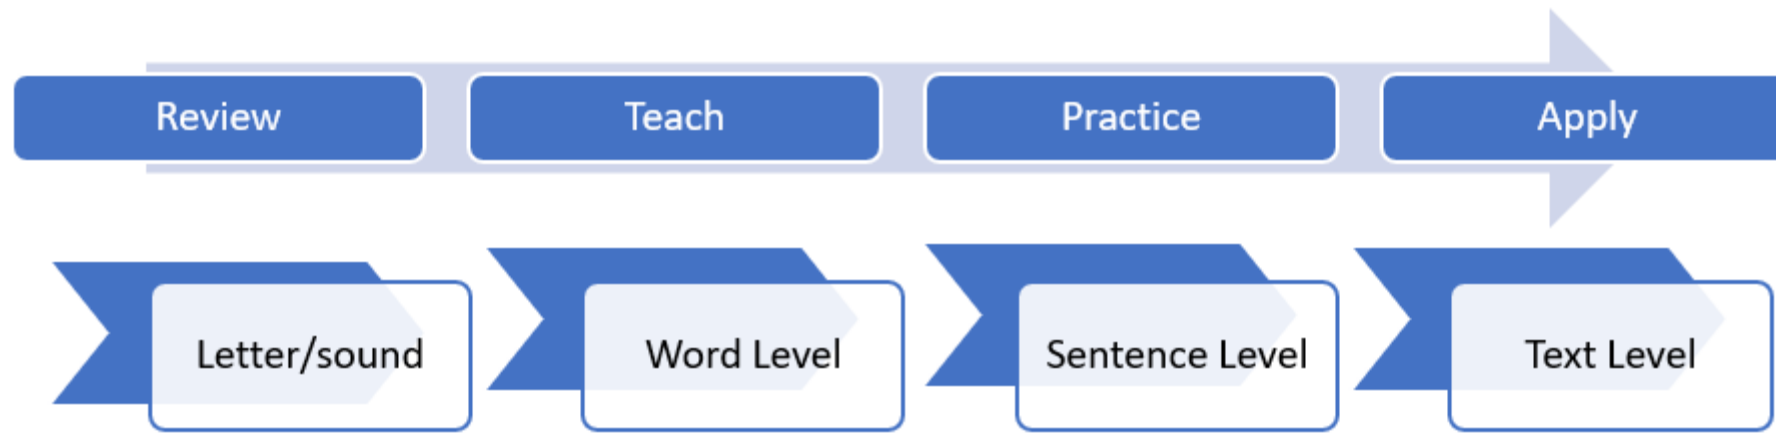 Review
Teach
Practice
Apply
Letter/sound
Word Level
Sentence Level
Text Level